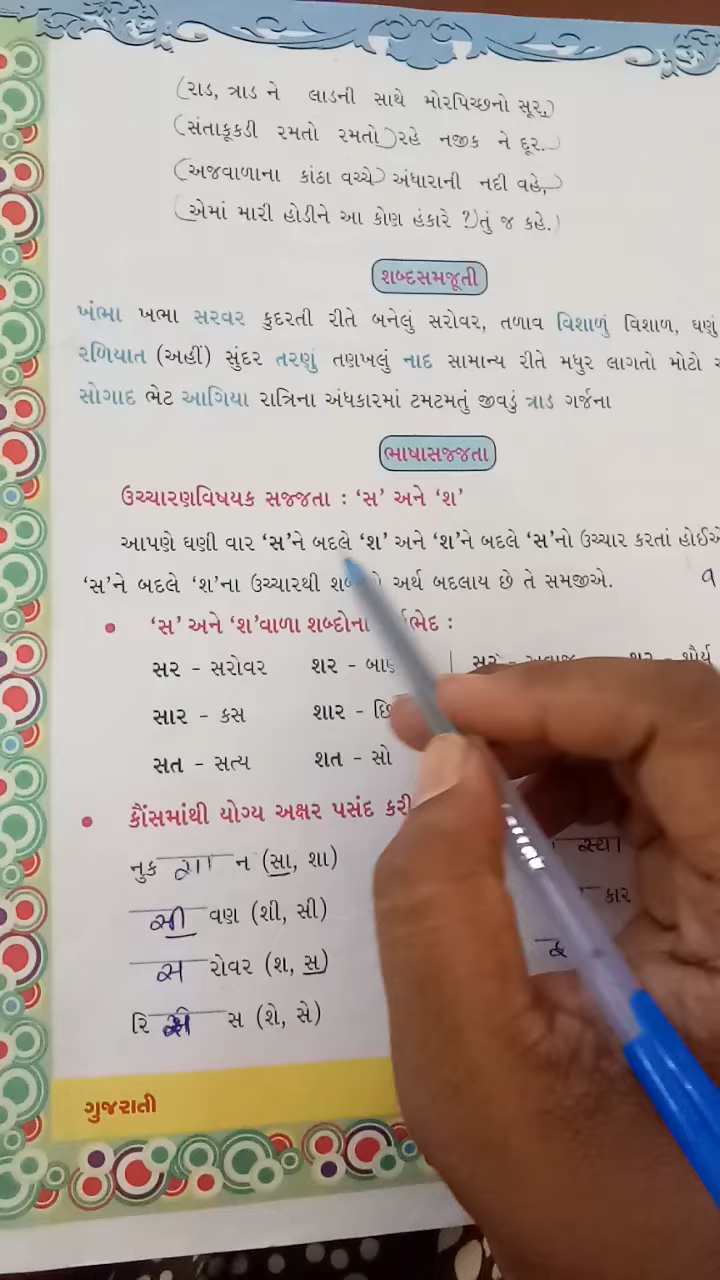 (રાડ, ત્રાડ ને લાડની સાથે મોરપિચ્છનો સૂર,)
(સંતાકૂકડી રમતો રમતો) રહે નજીક ને દૂર..)
(અજવાળાના કાંઠા વચ્ચે) અંધારાની નદી વહે,)
(એમાં મારી હોડીને આ કોણ હંકારે ?) તું જ કહે.)
શબ્દસમજૂતી
ખંભા ખભા સરવર કુદરતી રીતે બનેલું સરોવર, તળાવ વિશાળું વિશાળ, ઘણું
રળિયાત (અહીં) સુંદર તરણું તણખલું નાદ સામાન્ય રીતે મધુર લાગતો મોટો
સોગાદ ભેટ આગિયા રાત્રિના અંધકારમાં ટમટમતું જીવડું ત્રાડ ગર્જના
ભાષાસજ્જતા
ઉચ્ચારણવિષયક સજ્જતા : ‘સ’ અને ‘શ’
આપણે ઘણી વાર ‘સ’ને બદલે ‘શ’ અને ‘શ’ને બદલે ‘સ’નો ઉચ્ચાર કરતાં હોઈએ
‘સ’ને બદલે ‘શ’ના ઉચ્ચારથી અર્થ બદલાય છે તે સમજીએ.
• ‘સ’ અને ‘શ’વાળા શબ્દોના :
સર – સરોવર શર – શૌર્ય
સાર – કસ શાર –
સત – સત્ય શત – સો
• કૌંસમાંથી યોગ્ય અક્ષર પસંદ કરી
નુક સા ન (સા, શા) સ્થા
સી વણ (શી, સી) કાર
સ રોવર (શ, સ)
રિ સે સ (શે, સે)
ગુજરાતી